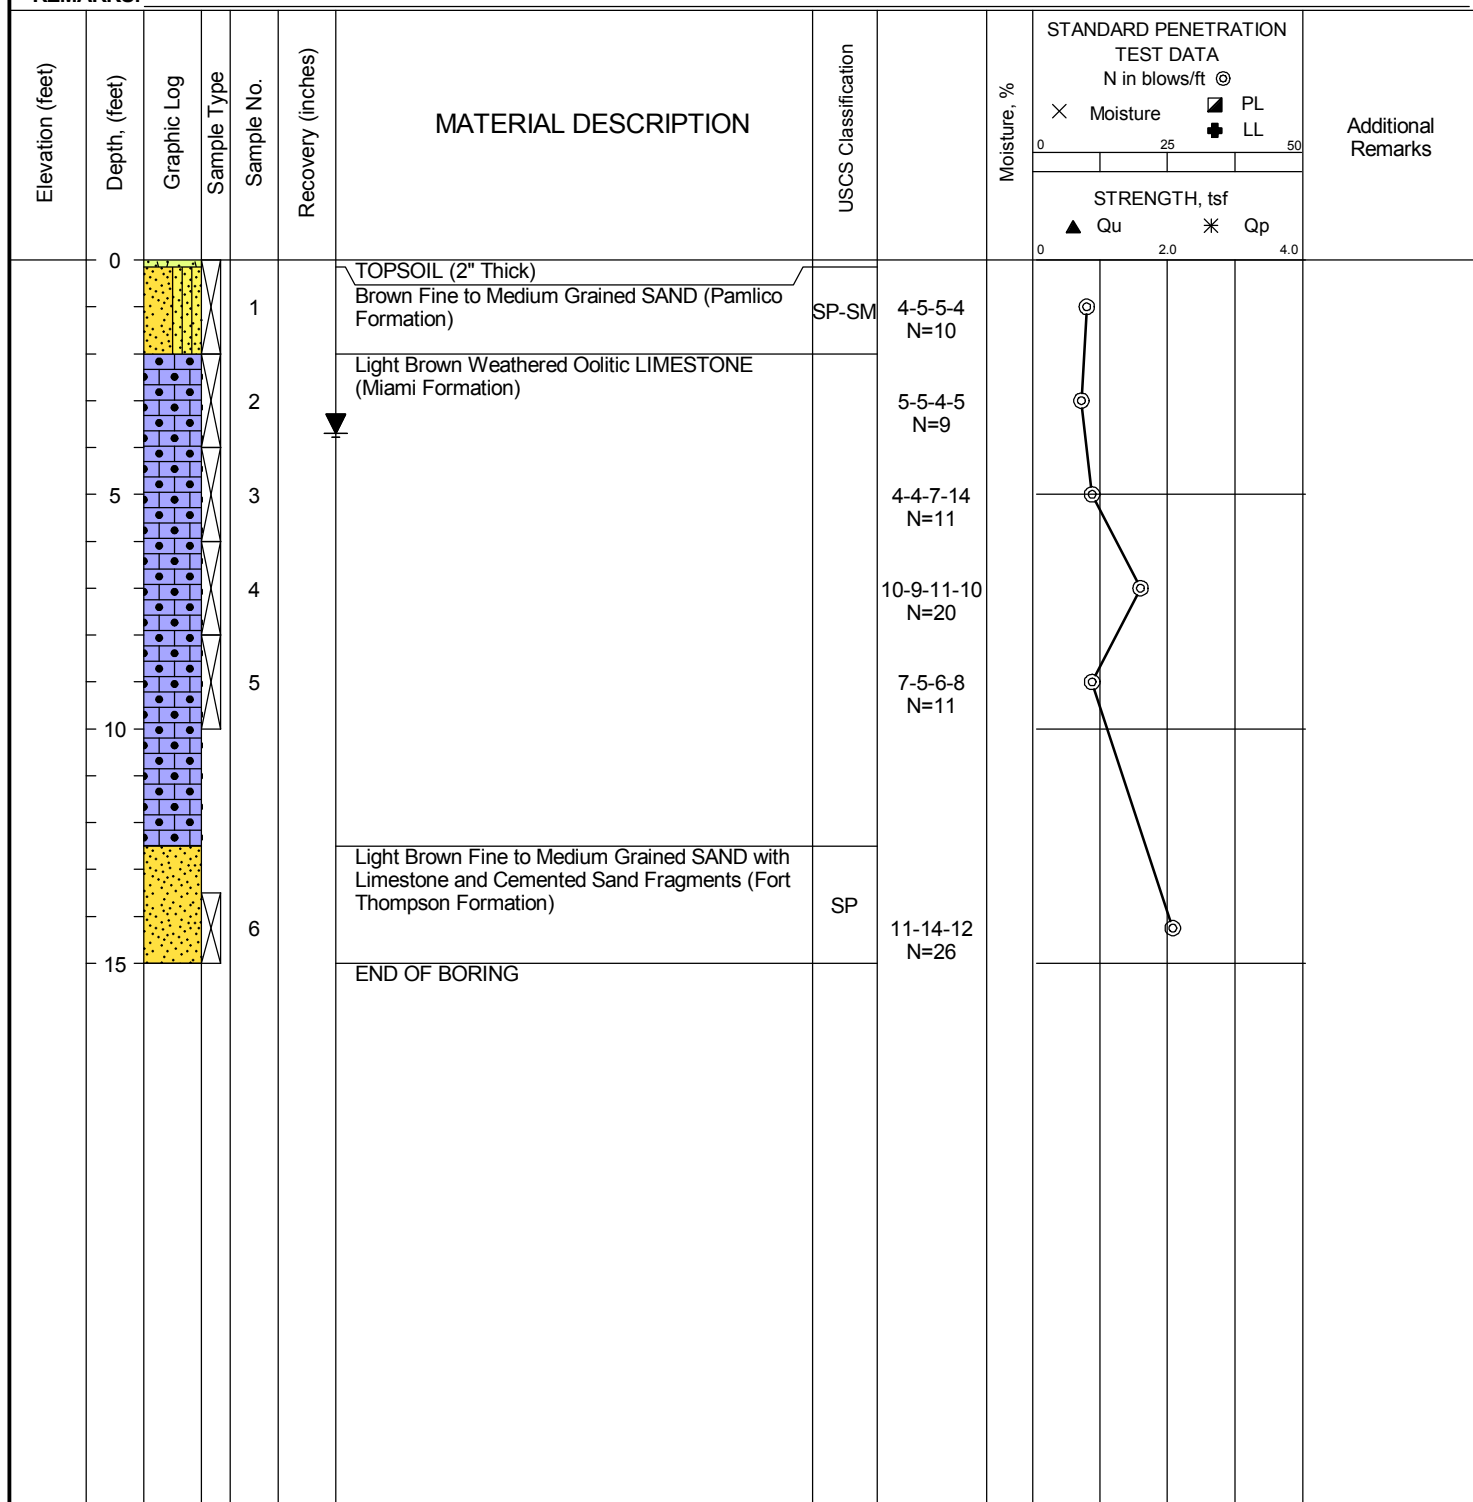 Elevation (feet)
Depth, (feet)
Graphic Log
Sample Type
Sample No.
Recovery (inches)
MATERIAL DESCRIPTION
USCS Classification
Moisture, %
STANDARD PENETRATION
TEST DATA
N in blows/ft
Moisture
PL
LL
0 25 50
STRENGTH, tsf
Qu Qp
0 2.0 4.0
Additional
Remarks
0
TOPSOIL (2" Thick)
Brown Fine to Medium Grained SAND (Pamlico
Formation)
1
SP-SM
4-5-5-4
N=10
Light Brown Weathered Oolitic LIMESTONE
(Miami Formation)
2
5-5-4-5
N=9
5
3
4-4-7-14
N=11
4
10-9-11-10
N=20
5
7-5-6-8
N=11
10
Light Brown Fine to Medium Grained SAND with
Limestone and Cemented Sand Fragments (Fort
Thompson Formation)
SP
6
11-14-12
N=26
15
END OF BORING